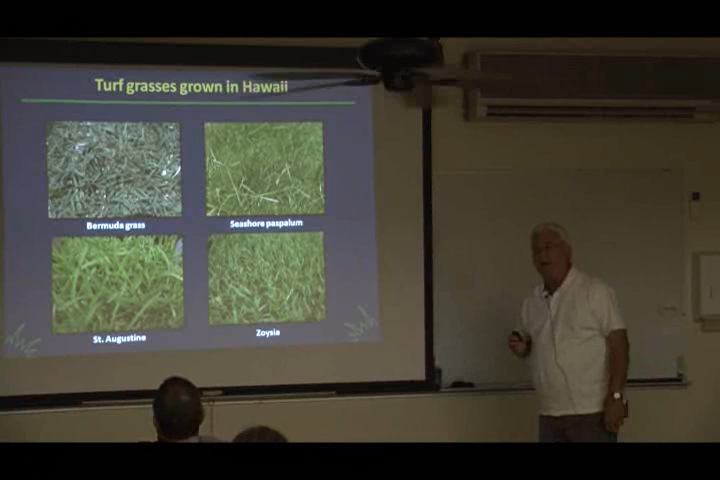 Turf grasses grown in Hawaii
Bermuda grass
Seashore paspalum
St. Augustine
Zoysia